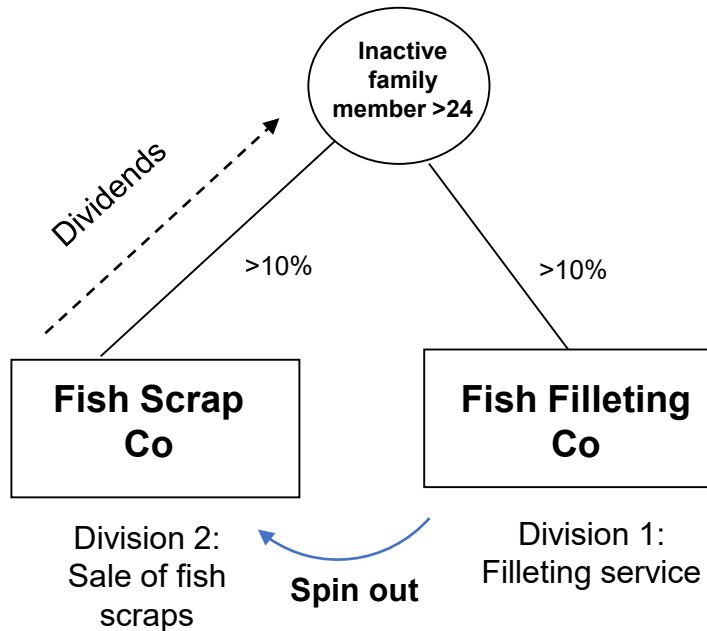 Inactive
family
member >24
Dividends
>10%
>10%
Fish Scrap
Co
Fish Filleting
Co
Division 2:
Sale of fish
scraps
Spin out
Division 1:
Filleting service